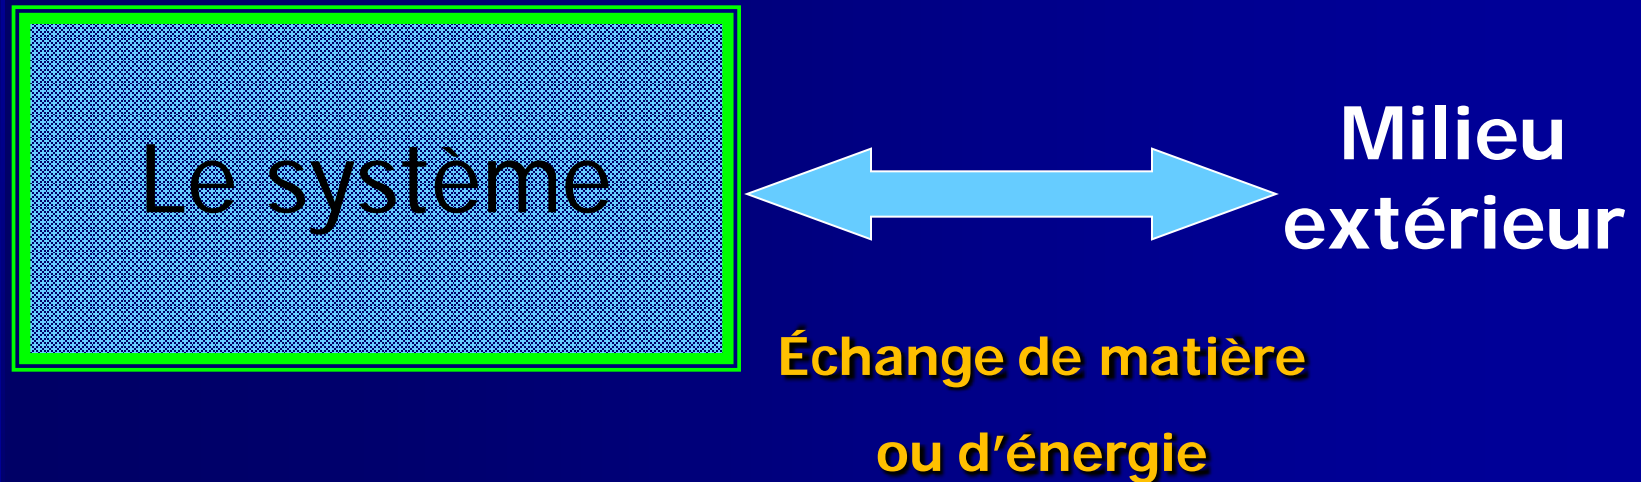 Le système
Milieu
extérieur
Échange de matière
ou d'énergie